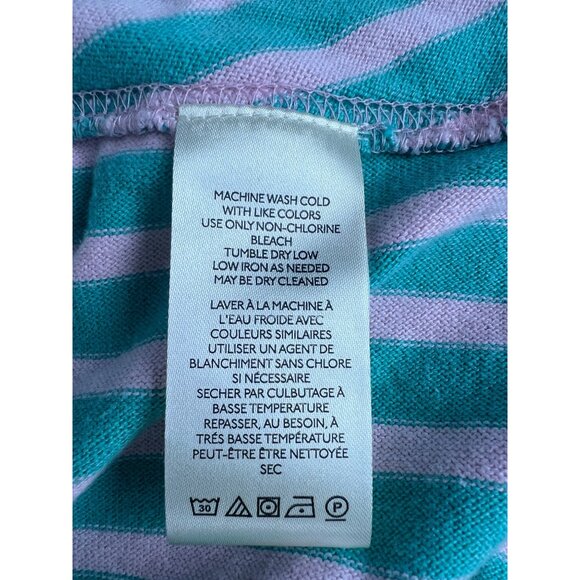 MACHINE WASH COLD
WITH LIKE COLORS
USE ONLY NON-CHLORINE
BLEACH
TUMBLE DRY LOW
LOW IRON AS NEEDED
MAY BE DRY CLEANED
LAVER À LA MACHINE À
L'EAU FROIDE AVEC
COULEURS SIMILAIRES
UTILISER UN AGENT DE
BLANCHIMENT SANS CHLORE
SI NÉCESSAIRE
SECHER PAR CULBUTAGE À
BASSE TEMPERATURE
REPASSER, AU BESOIN, À
TRÉS BASSE TEMPÉRATURE
PEUT-ÊTRE ÊTRE NETTOYÉE
SEC
30 P